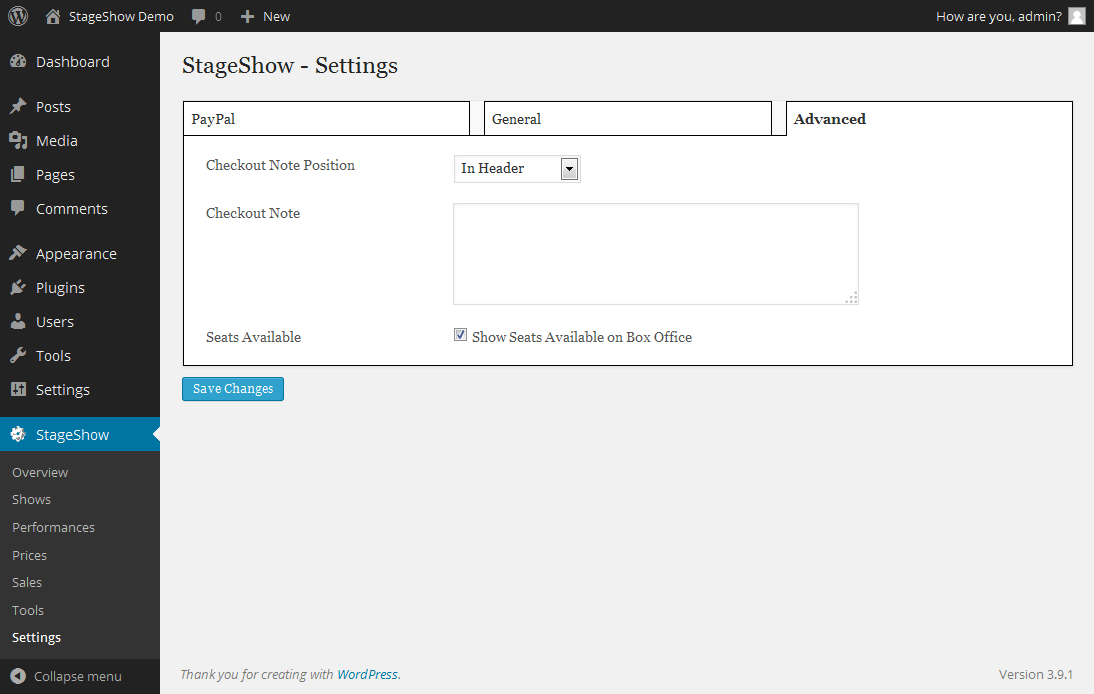 StageShow Demo 0 New How are you, admin?
Dashboard
Posts
Media
Pages
Comments
Appearance
Plugins
Users
Tools
Settings
StageShow
Overview
Shows
Performances
Prices
Sales
Tools
Settings
Collapse menu
StageShow - Settings
PayPal General Advanced
Checkout Note Position In Header
Checkout Note
Seats Available Show Seats Available on Box Office
Save Changes
Thank you for creating with WordPress. Version 3.9.1